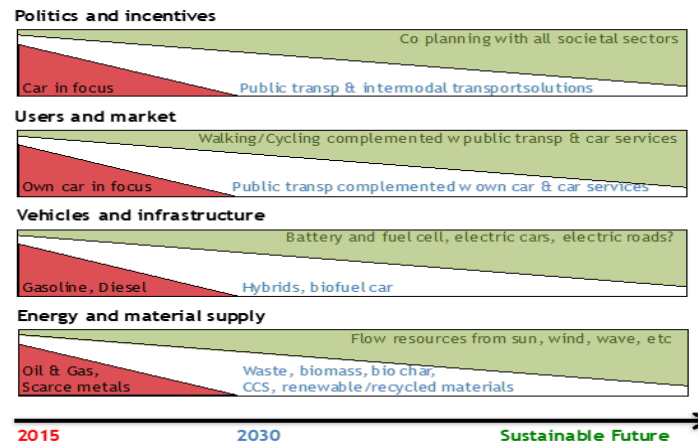 Politics and incentives
Co planning with all societal sectors
Car in focus
Public transp & intermodal transportsolutions
Users and market
Walking/Cycling complemented w public transp & car services
Own car in focus
Public transp complemented w own car & car services
Vehicles and infrastructure
Battery and fuel cell, electric cars, electric roads?
Gasoline, Diesel
Hybrids, biofuel car
Energy and material supply
Flow resources from sun, wind, wave, etc
Oil & Gas,
Scarce metals
Waste, biomass, bio char,
CCS, renewable/recycled materials
2015
2030
Sustainable Future